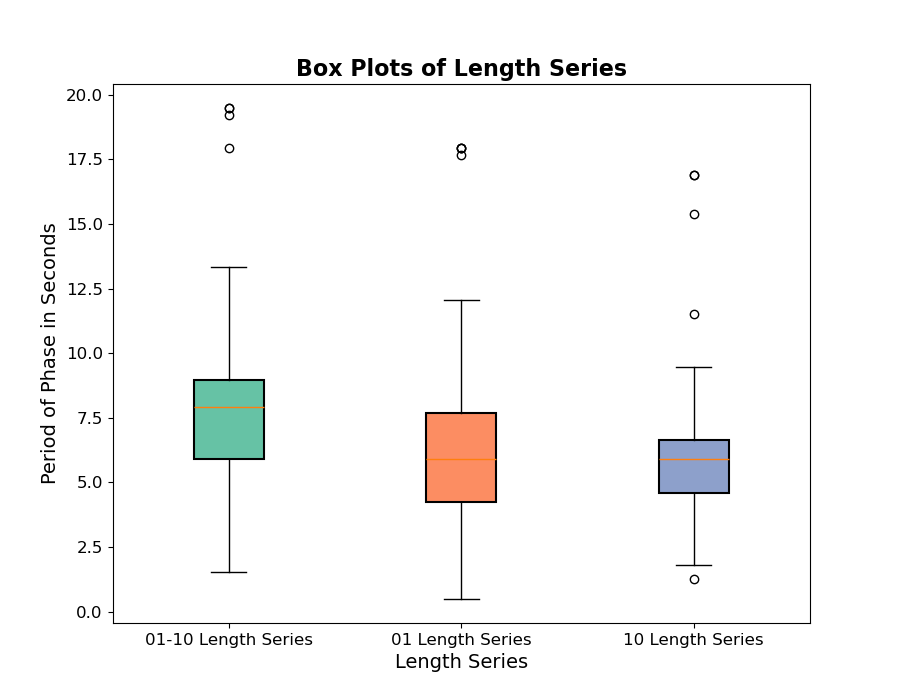 Box Plots of Length Series
Period of Phase in Seconds
20.0
17.5
15.0
12.5
10.0
7.5
5.0
2.5
0.0
01-10 Length Series
01 Length Series
10 Length Series
Length Series